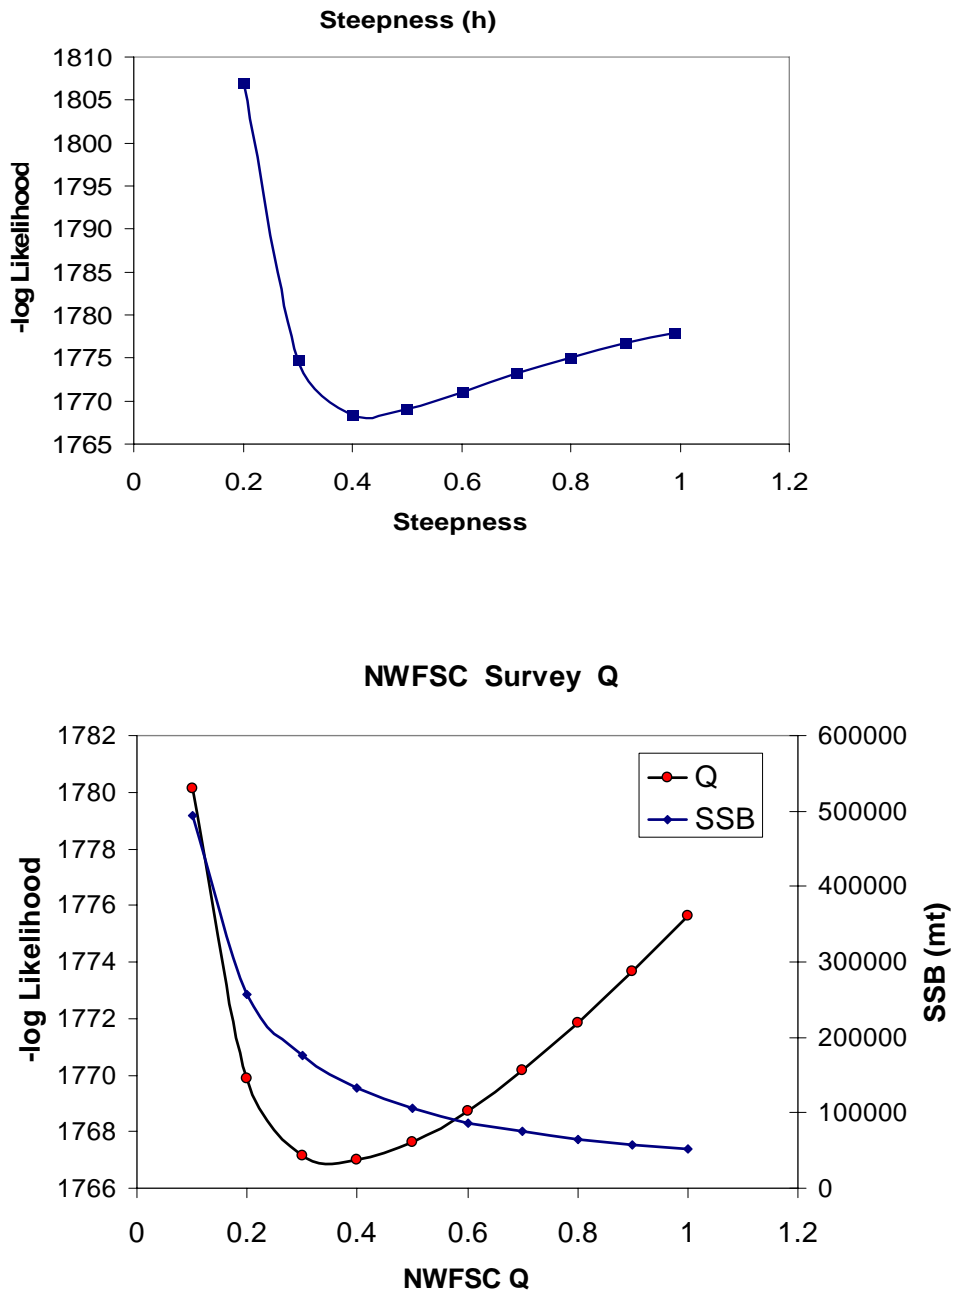 Steepness (h)
1810
1805
1800
1795
1790
1785
1780
1775
1770
1765
-log Likelihood
0 0.2 0.4 0.6 0.8 1 1.2
Steepness
NWFSC Survey Q
1782
1780
1778
1776
1774
1772
1770
1768
1766
-log Likelihood
Q
SSB
600000
500000
400000
300000
200000
100000
0
SSB (mt)
0 0.2 0.4 0.6 0.8 1 1.2
NWFSC Q